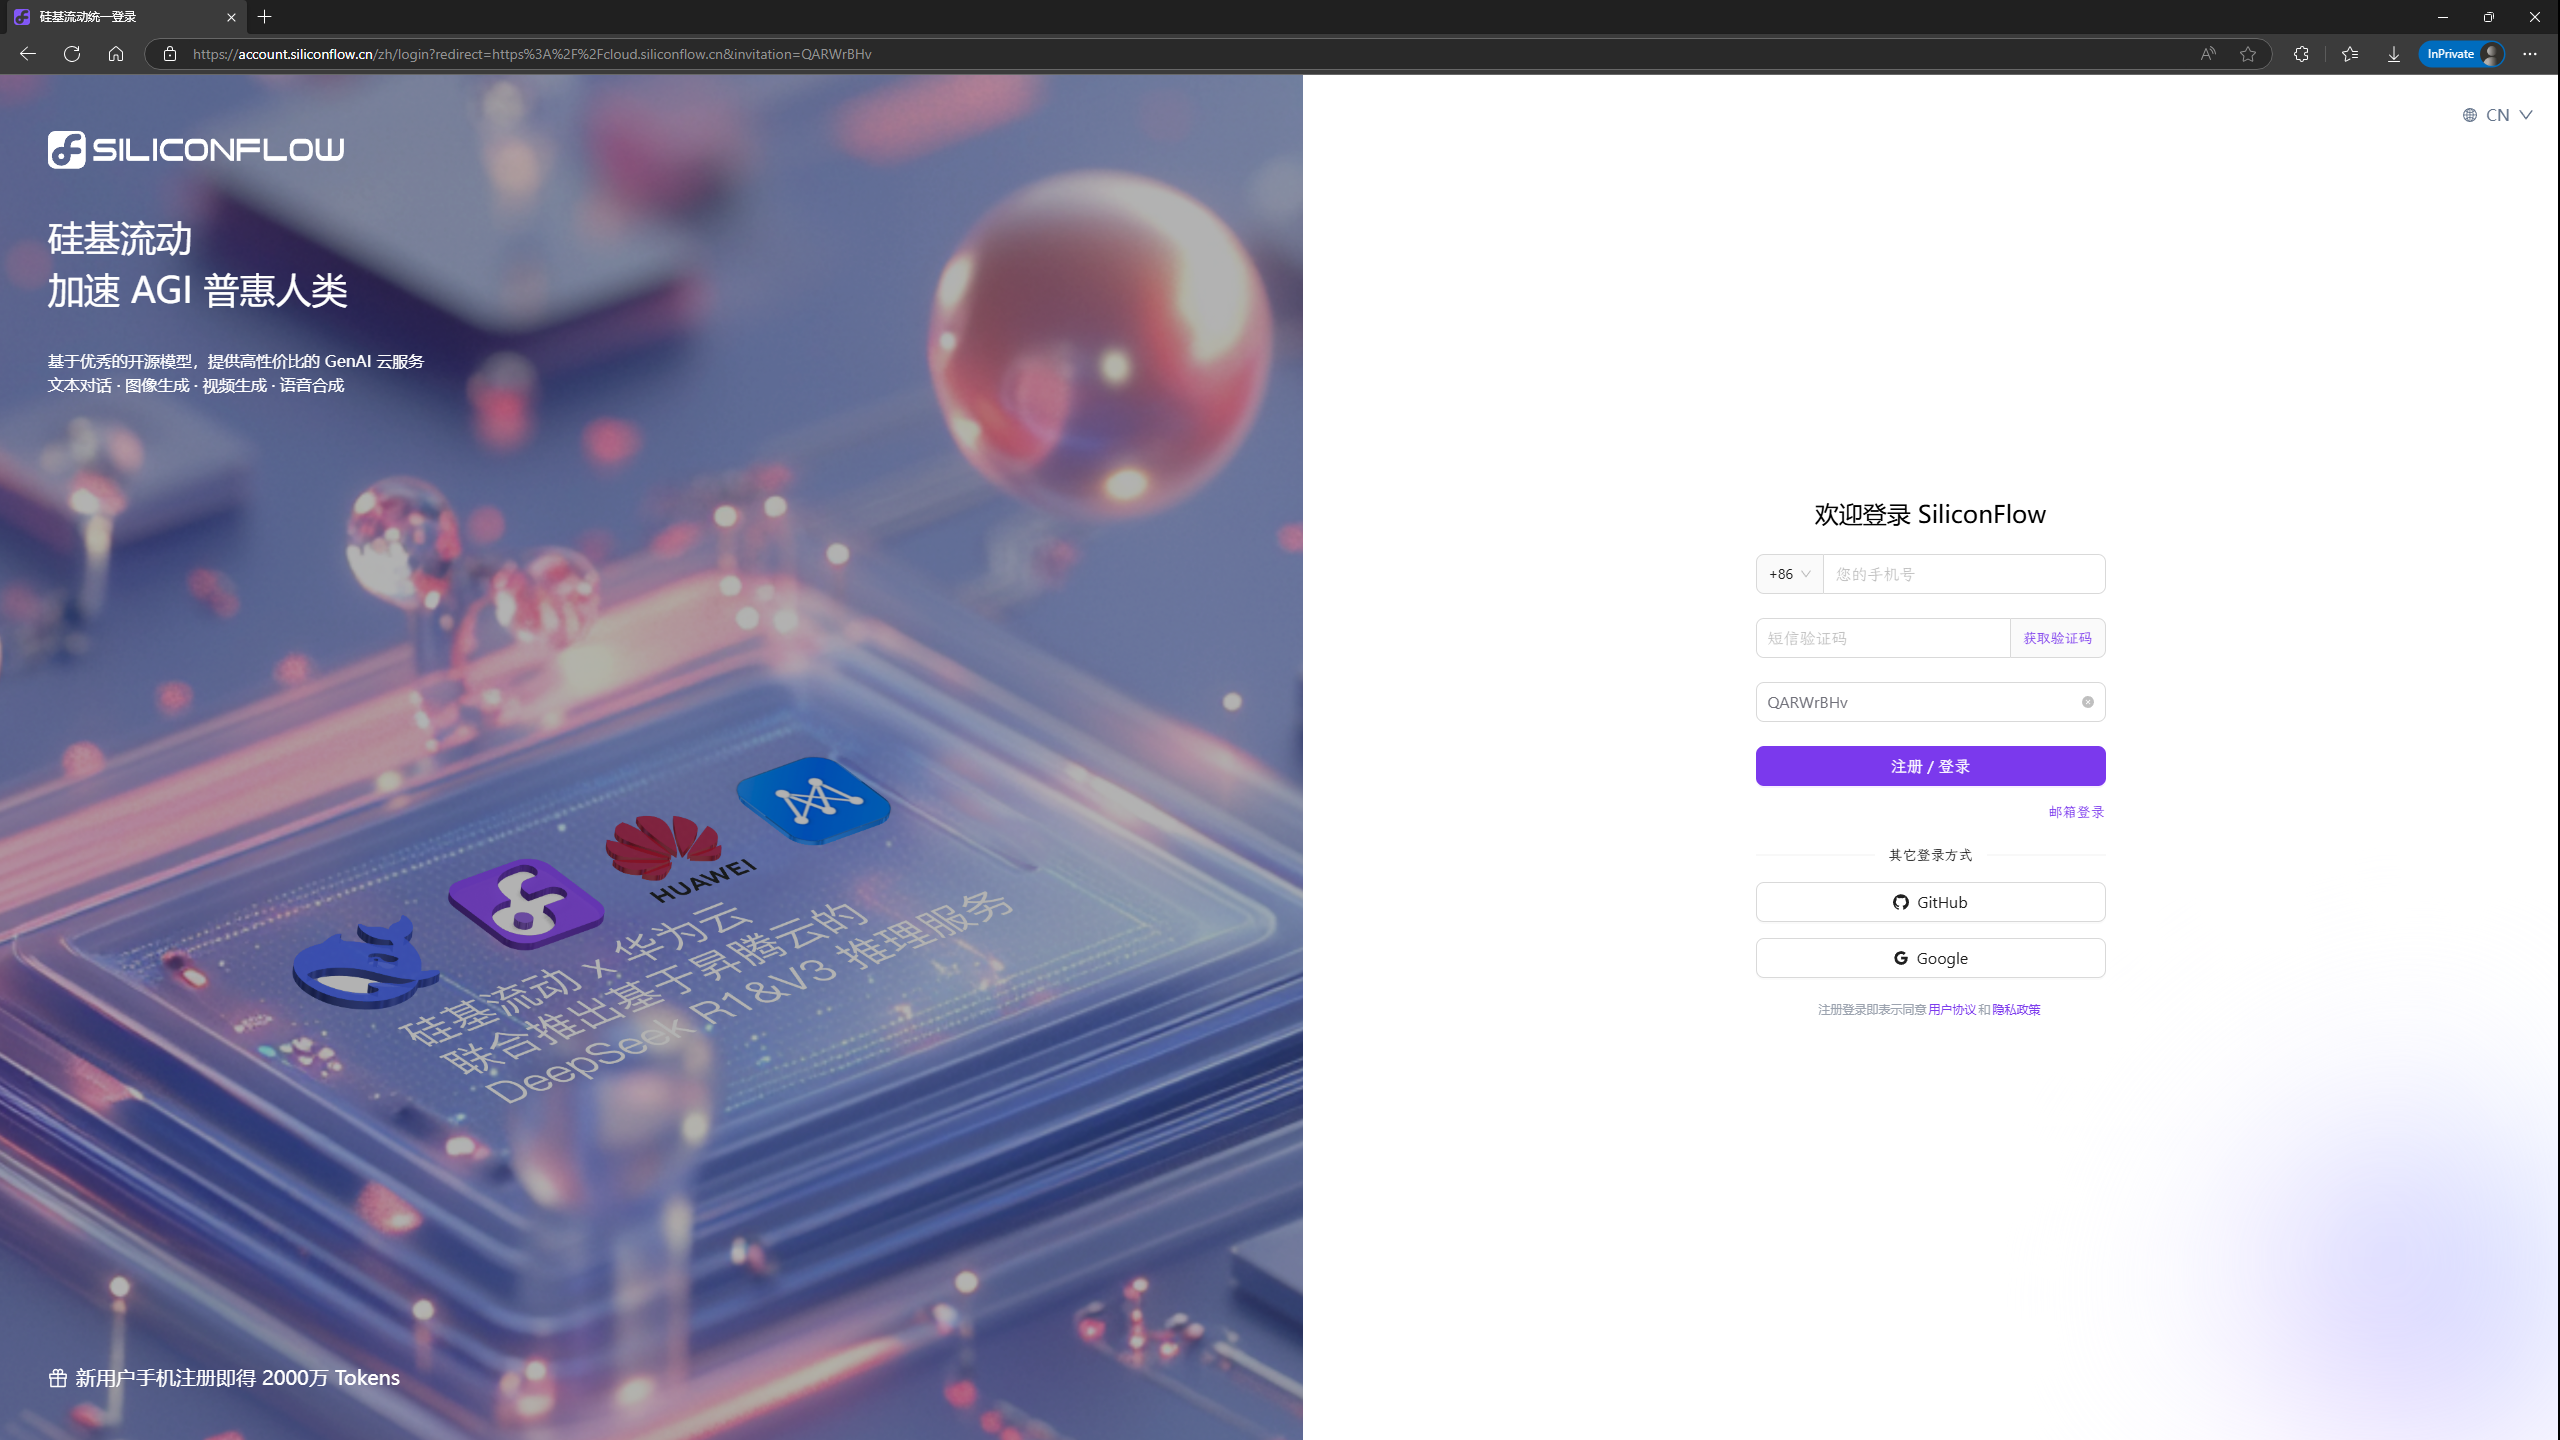 硅基流动统一登录
https://account.siliconflow.cn/zh/login?redirect=https%3A%2F%2Fcloud.siliconflow.cn&invitation=QARWrBHv
InPrivate
SILICONFLOW
CN
硅基流动
加速 AGI 普惠人类
基于优秀的开源模型，提供高性价比的 GenAI 云服务
文本对话 · 图像生成 · 视频生成 · 语音合成
HUAWEI
硅基流动 x 华为云
联合推出基于昇腾云的
DeepSeek R1&V3 推理服务
新用户手机注册即得 2000万 Tokens
欢迎登录 SiliconFlow
+86 您的手机号
短信验证码 获取验证码
QARWrBHv
注册 / 登录
邮箱登录
其它登录方式
GitHub
Google
注册登录即表示同意 用户协议 和 隐私政策